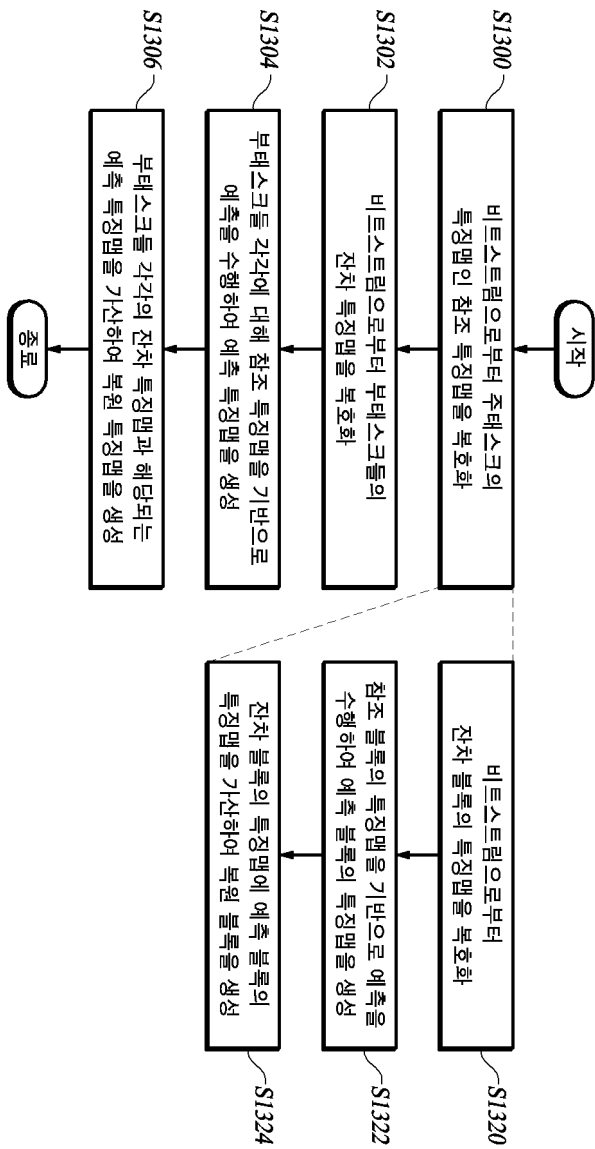 시작
S1300
비트스트림으로부터 주태스크의
특징맵인 참조 특징맵을 복호화
S1302
비트스트림으로부터 부태스크들의
잔차 특징맵을 복호화
S1304
부태스크들 각각에 대해 참조 특징맵을 기반으로
예측을 수행하여 예측 특징맵을 생성
S1306
부태스크들 각각의 잔차 특징맵과 해당되는
예측 특징맵을 가산하여 복원 특징맵을 생성
종료
비트스트림으로부터
잔차 블록의 특징맵을 복호화
S1320
참조 블록의 특징맵을 기반으로 예측을
수행하여 예측 블록의 특징맵을 생성
S1322
잔차 블록의 특징맵에 예측 블록의
특징맵을 가산하여 복원 블록을 생성
S1324